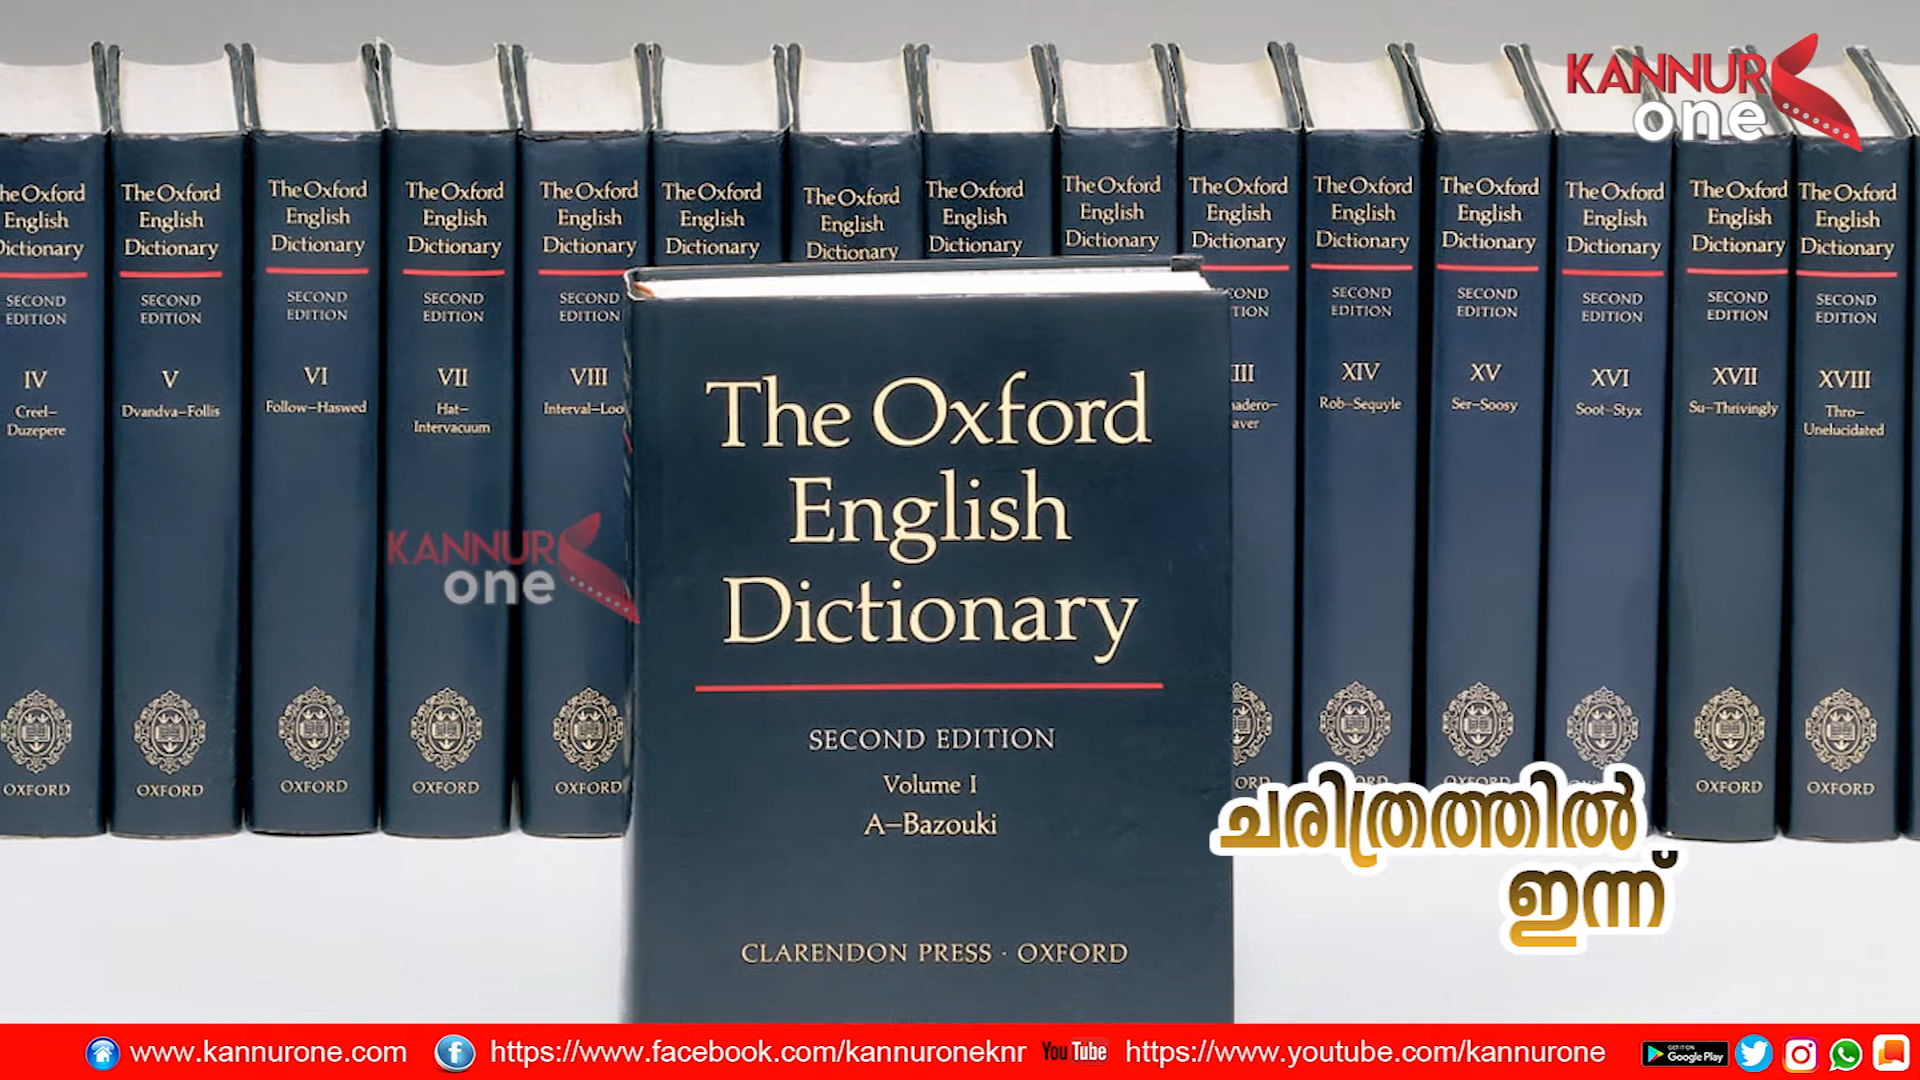 KANNUR
one
The Oxford
English
Dictionary
SECOND
EDITION
IV
Creel–
Duzepere
OXFORD
The Oxford
English
Dictionary
SECOND
EDITION
V
Dvandva–Follis
OXFORD
The Oxford
English
Dictionary
SECOND
EDITION
VI
Follow–Haswed
OXFORD
The Oxford
English
Dictionary
SECOND
EDITION
VII
Hat–
Intervacuum
OXFORD
The Oxford
English
Dictionary
SECOND
EDITION
VIII
OXFORD
The Oxford
English
Dictionary
The Oxford
English
Dictionary
The Oxford
English
Dictionary
The Oxford
English
Dictionary
The Oxford
English
Dictionary
The Oxford
English
Dictionary
SECOND
EDITION
XIV
Rob–Sequyle
The Oxford
English
Dictionary
SECOND
EDITION
XV
Ser–Soosy
The Oxford
English
Dictionary
SECOND
EDITION
XVI
Soot–Styx
The Oxford
English
Dictionary
SECOND
EDITION
XVII
Su–Thrivingly
OXFORD
The Oxford
English
Dictionary
SECOND
EDITION
XVIII
Thro–
Unelucidated
OXFORD
The Oxford
English
Dictionary
SECOND EDITION
Volume I
A–Bazouki
CLARENDON PRESS · OXFORD
KANNUR
one
ചരിത്രത്തിൽ
ഇന്ന്
www.kannurone.com https://www.facebook.com/kannuroneknr YouTube https://www.youtube.com/kannurone GET IT ON Google Play